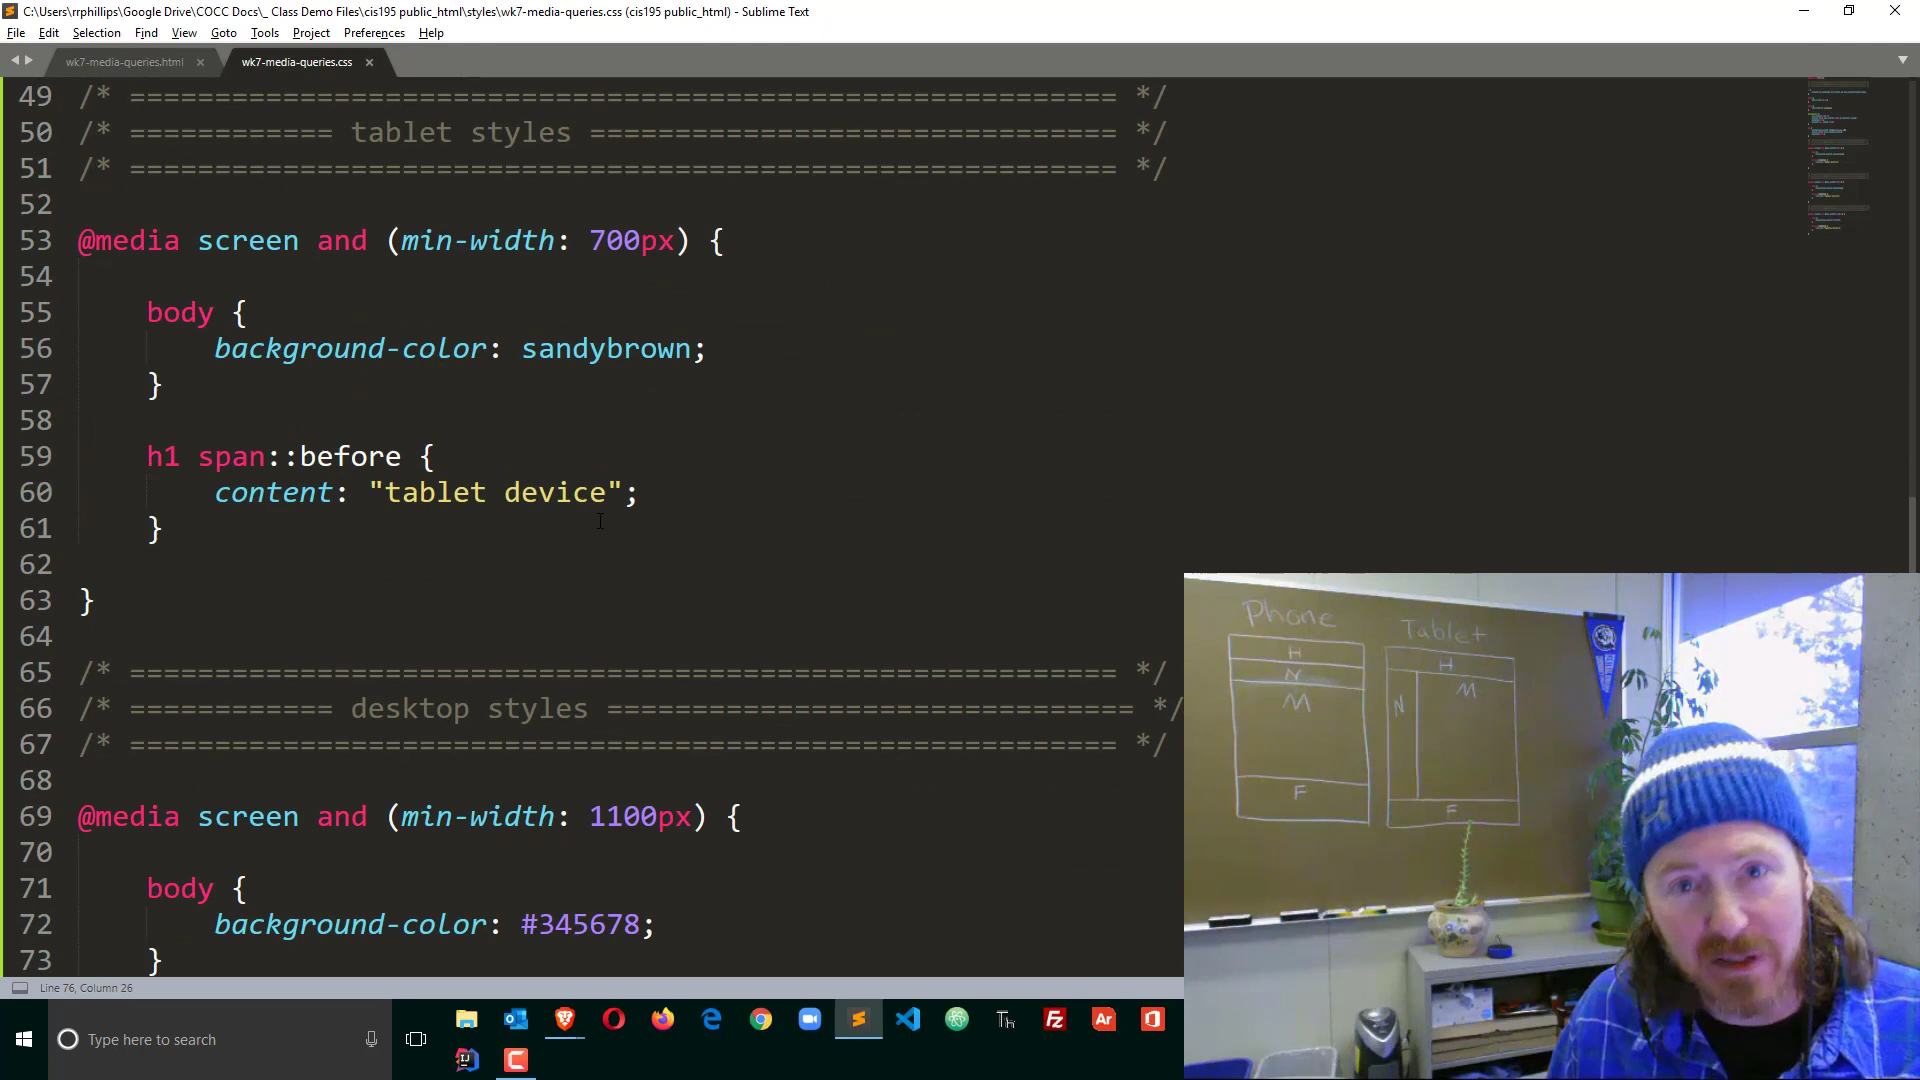 C:\Users\rrphillips\Google Drive\COCC Docs\_ Class Demo Files\cis195 public_html\styles\wk7-media-queries.css (cis195 public_html) - Sublime Text
File Edit Selection Find View Goto Tools Project Preferences Help
wk7-media-queries.html × wk7-media-queries.css ×
49 /* ========================================================== */
50 /* ============ tablet styles =============================== */
51 /* ========================================================== */
52
53 @media screen and (min-width: 700px) {
54
55 body {
56 background-color: sandybrown;
57 }
58
59 h1 span::before {
60 content: "tablet device";
61 }
62
63 }
64
65 /* ========================================================== */
66 /* ============ desktop styles =============================== */
67 /* ========================================================== */
68
69 @media screen and (min-width: 1100px) {
70
71 body {
72 background-color: #345678;
73 }
Line 76, Column 26
Type here to search
Th
Fz
Ar
IJ
Phone
H
N
M
F
Tablet
H
N
M
F